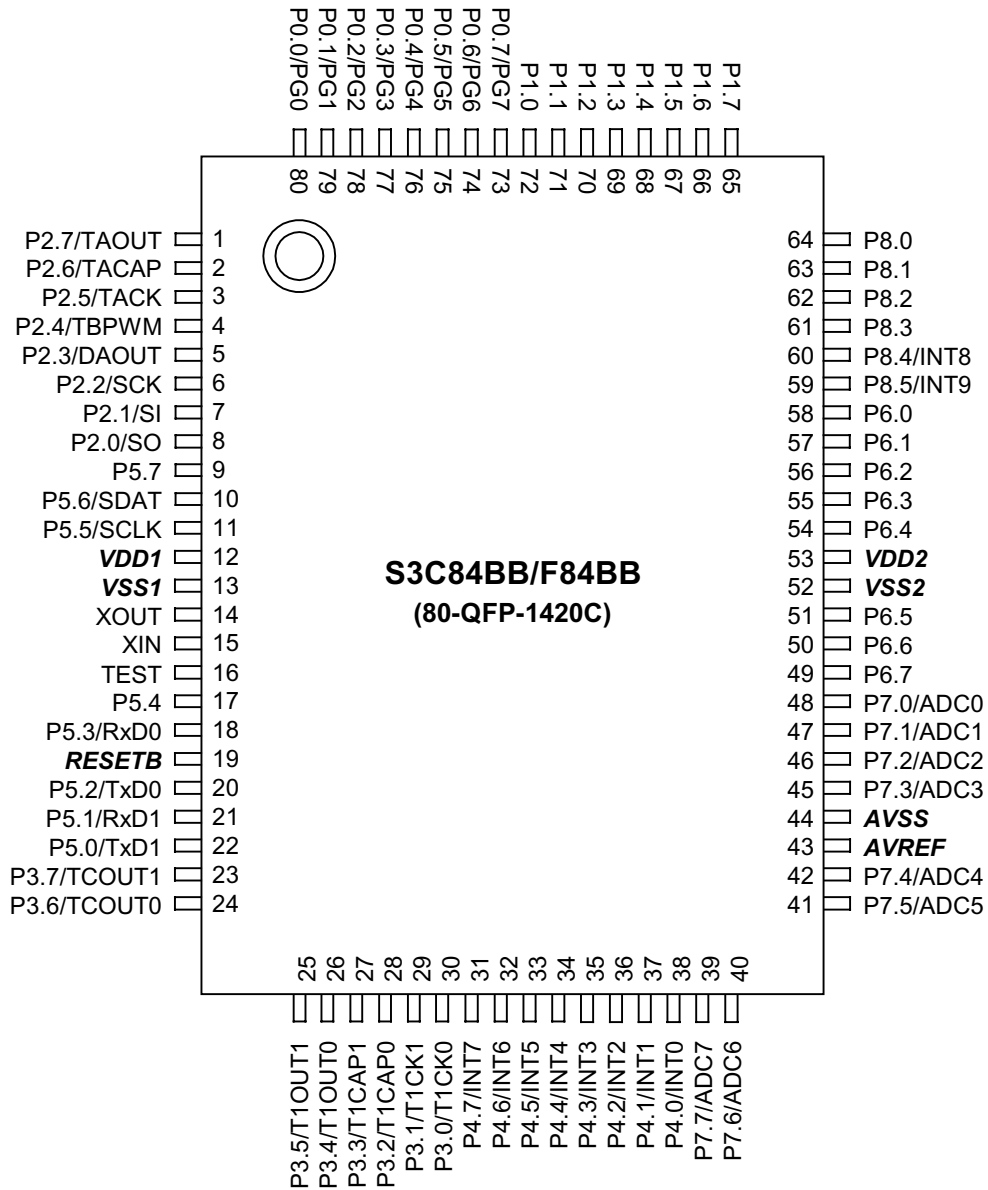 P0.0/PG0
P0.1/PG1
P0.2/PG2
P0.3/PG3
P0.4/PG4
P0.5/PG5
P0.6/PG6
P0.7/PG7
P1.0
P1.1
P1.2
P1.3
P1.4
P1.5
P1.6
P1.7
80
79
78
77
76
75
74
73
72
71
70
69
68
67
66
65
P2.7/TAOUT 1
P2.6/TACAP 2
P2.5/TACK 3
P2.4/TBPWM 4
P2.3/DAOUT 5
P2.2/SCK 6
P2.1/SI 7
P2.0/SO 8
P5.7 9
P5.6/SDAT 10
P5.5/SCLK 11
VDD1 12
VSS1 13
XOUT 14
XIN 15
TEST 16
P5.4 17
P5.3/RxD0 18
RESETB 19
P5.2/TxD0 20
P5.1/RxD1 21
P5.0/TxD1 22
P3.7/TCOUT1 23
P3.6/TCOUT0 24
S3C84BB/F84BB
(80-QFP-1420C)
64 P8.0
63 P8.1
62 P8.2
61 P8.3
60 P8.4/INT8
59 P8.5/INT9
58 P6.0
57 P6.1
56 P6.2
55 P6.3
54 P6.4
53 VDD2
52 VSS2
51 P6.5
50 P6.6
49 P6.7
48 P7.0/ADC0
47 P7.1/ADC1
46 P7.2/ADC2
45 P7.3/ADC3
44 AVSS
43 AVREF
42 P7.4/ADC4
41 P7.5/ADC5
25
26
27
28
29
30
31
32
33
34
35
36
37
38
39
40
P3.5/T1OUT1
P3.4/T1OUT0
P3.3/T1CAP1
P3.2/T1CAP0
P3.1/T1CK1
P3.0/T1CK0
P4.7/INT7
P4.6/INT6
P4.5/INT5
P4.4/INT4
P4.3/INT3
P4.2/INT2
P4.1/INT1
P4.0/INT0
P7.7/ADC7
P7.6/ADC6